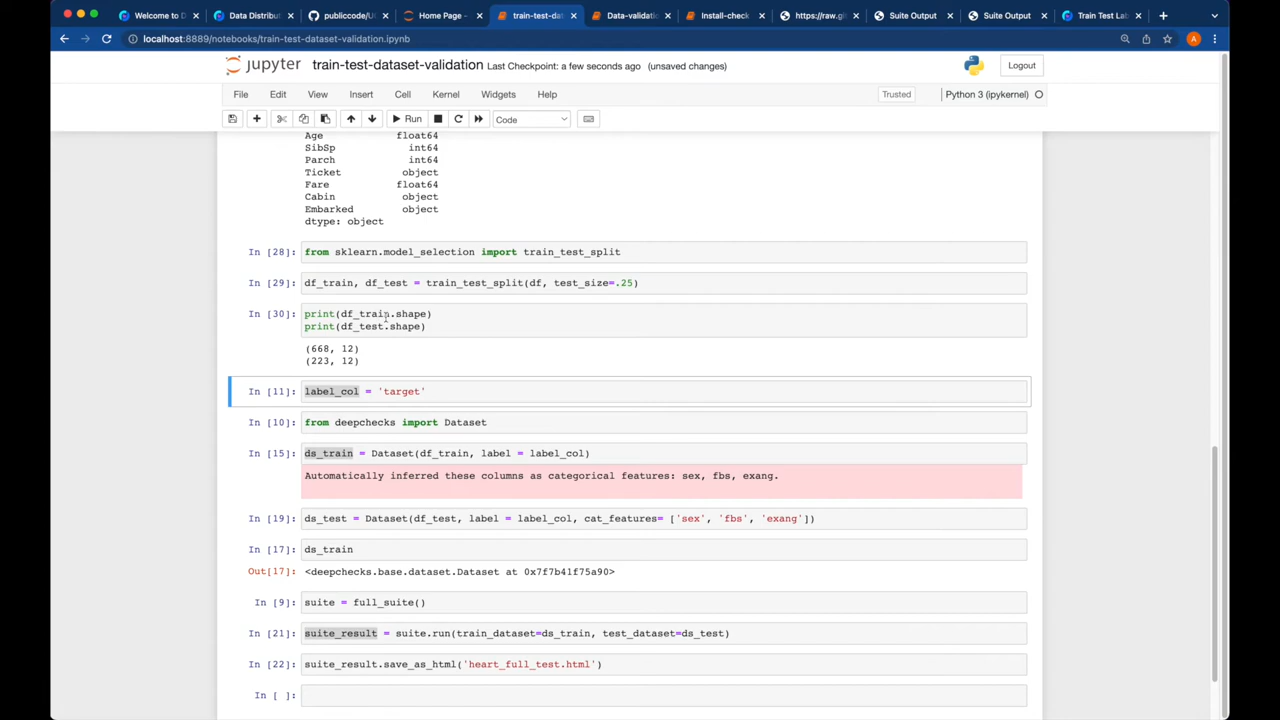 Welcome to D
Data Distribut
publiccode/UC
Home Page -
train-test-dat
Data-validatio
Install-check
https://raw.git
Suite Output
Suite Output
Train Test Lab
localhost:8889/notebooks/train-test-dataset-validation.ipynb
A
jupyter train-test-dataset-validation Last Checkpoint: a few seconds ago (unsaved changes)
Logout
File Edit View Insert Cell Kernel Widgets Help
Trusted
Python 3 (ipykernel)
Run
Code
Age float64
SibSp int64
Parch int64
Ticket object
Fare float64
Cabin object
Embarked object
dtype: object
In [28]: from sklearn.model_selection import train_test_split
In [29]: df_train, df_test = train_test_split(df, test_size=.25)
In [30]: print(df_train.shape)
print(df_test.shape)
(668, 12)
(223, 12)
In [11]: label_col = 'target'
In [10]: from deepchecks import Dataset
In [15]: ds_train = Dataset(df_train, label = label_col)
Automatically inferred these columns as categorical features: sex, fbs, exang.
In [19]: ds_test = Dataset(df_test, label = label_col, cat_features= ['sex', 'fbs', 'exang'])
In [17]: ds_train
Out[17]: <deepchecks.base.dataset.Dataset at 0x7f7b41f75a90>
In [9]: suite = full_suite()
In [21]: suite_result = suite.run(train_dataset=ds_train, test_dataset=ds_test)
In [22]: suite_result.save_as_html('heart_full_test.html')
In [ ]: